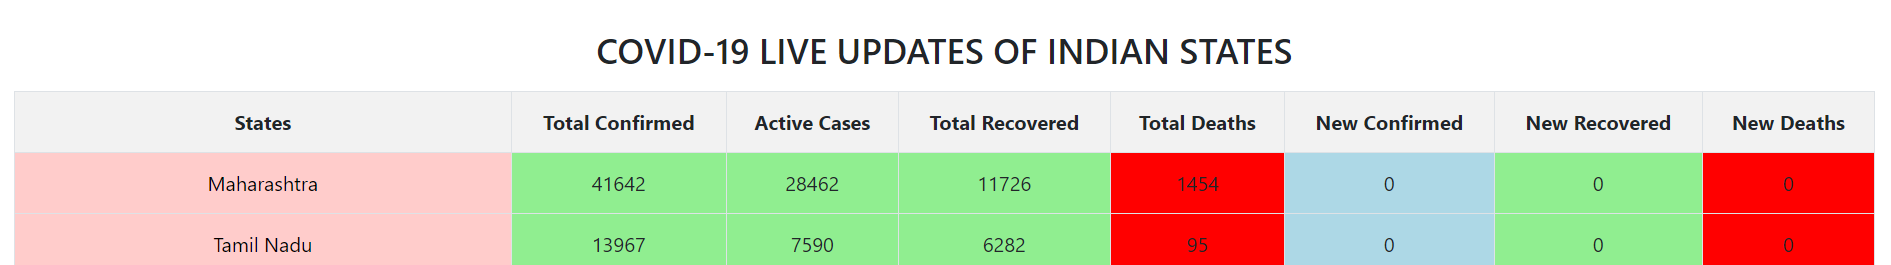 COVID-19 LIVE UPDATES OF INDIAN STATES
States Total Confirmed Active Cases Total Recovered Total Deaths New Confirmed New Recovered New Deaths
Maharashtra 41642 28462 11726 1454 0 0 0
Tamil Nadu 13967 7590 6282 95 0 0 0